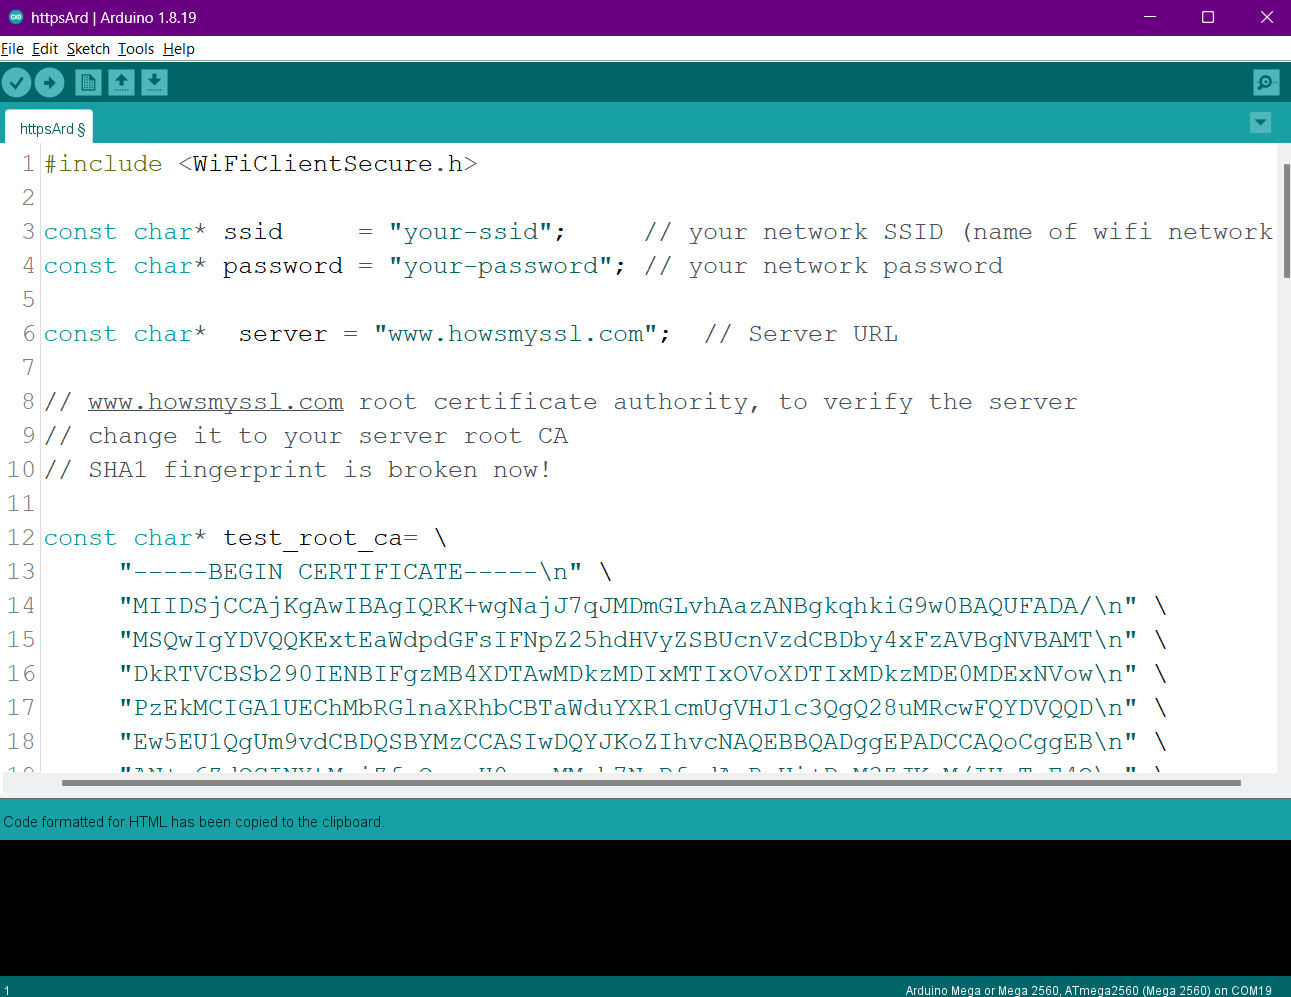 httpsArd | Arduino 1.8.19
File Edit Sketch Tools Help
httpsArd §
1 #include <WiFiClientSecure.h>
2
3 const char* ssid     = "your-ssid";     // your network SSID (name of wifi network
4 const char* password = "your-password"; // your network password
5
6 const char*  server = "www.howsmyssl.com";  // Server URL
7
8 // www.howsmyssl.com root certificate authority, to verify the server
9 // change it to your server root CA
10 // SHA1 fingerprint is broken now!
11
12 const char* test_root_ca= \
13      "-----BEGIN CERTIFICATE-----\n" \
14      "MIIDSjCCAjKgAwIBAgIQRK+wgNajJ7qJMDmGLvhAazANBgkqhkiG9w0BAQUFADA/\n" \
15      "MSQwIgYDVQQKExtEaWdpdGFsIFNpZ25hdHVyZSBUcnVzdCBDby4xFzAVBgNVBAMT\n" \
16      "DkRTVCBSb290IENBIFgzMB4XDTAwMDkzMDIxMTIxOVoXDTIxMDkzMDE0MDExNVow\n" \
17      "PzEkMCIGA1UEChMbRGlnaXRhbCBTaWduYXR1cmUgVHJ1c3QgQ28uMRcwFQYDVQQD\n" \
18      "Ew5EU1QgUm9vdCBDQSBYMzCCASIwDQYJKoZIhvcNAQEBBQADggEPADCCAQoCggEB\n" \
Code formatted for HTML has been copied to the clipboard.
1
Arduino Mega or Mega 2560, ATmega2560 (Mega 2560) on COM19